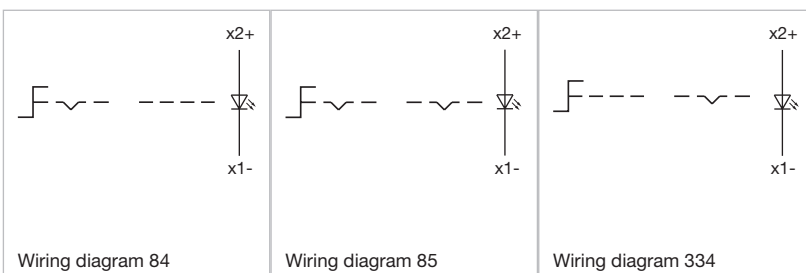 x2+
x1-
Wiring diagram 84
x2+
x1-
Wiring diagram 85
x2+
x1-
Wiring diagram 334